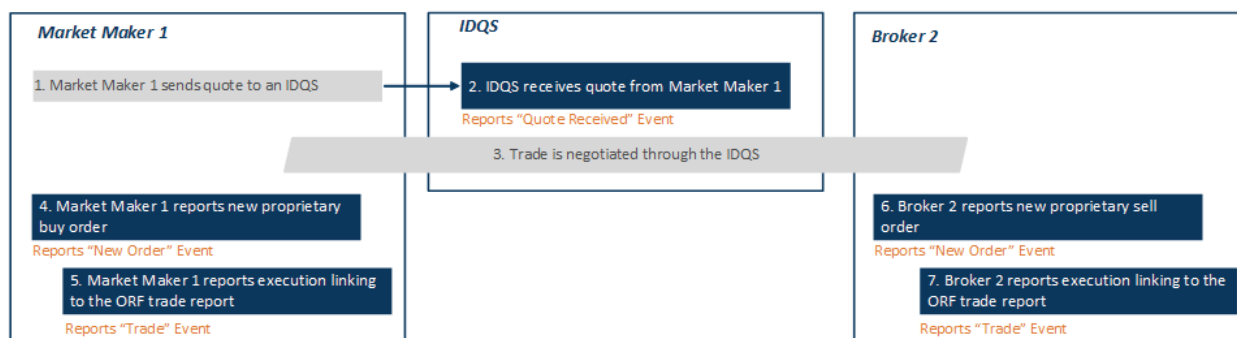 Market Maker 1
IDQS
Broker 2
1. Market Maker 1 sends quote to an IDQS
2. IDQS receives quote from Market Maker 1
Reports “Quote Received” Event
3. Trade is negotiated through the IDQS
4. Market Maker 1 reports new proprietary
buy order
Reports “New Order” Event
5. Market Maker 1 reports execution linking
to the ORF trade report
Reports “Trade” Event
6. Broker 2 reports new proprietary sell
order
Reports “New Order” Event
7. Broker 2 reports execution linking to the
ORF trade report
Reports “Trade” Event